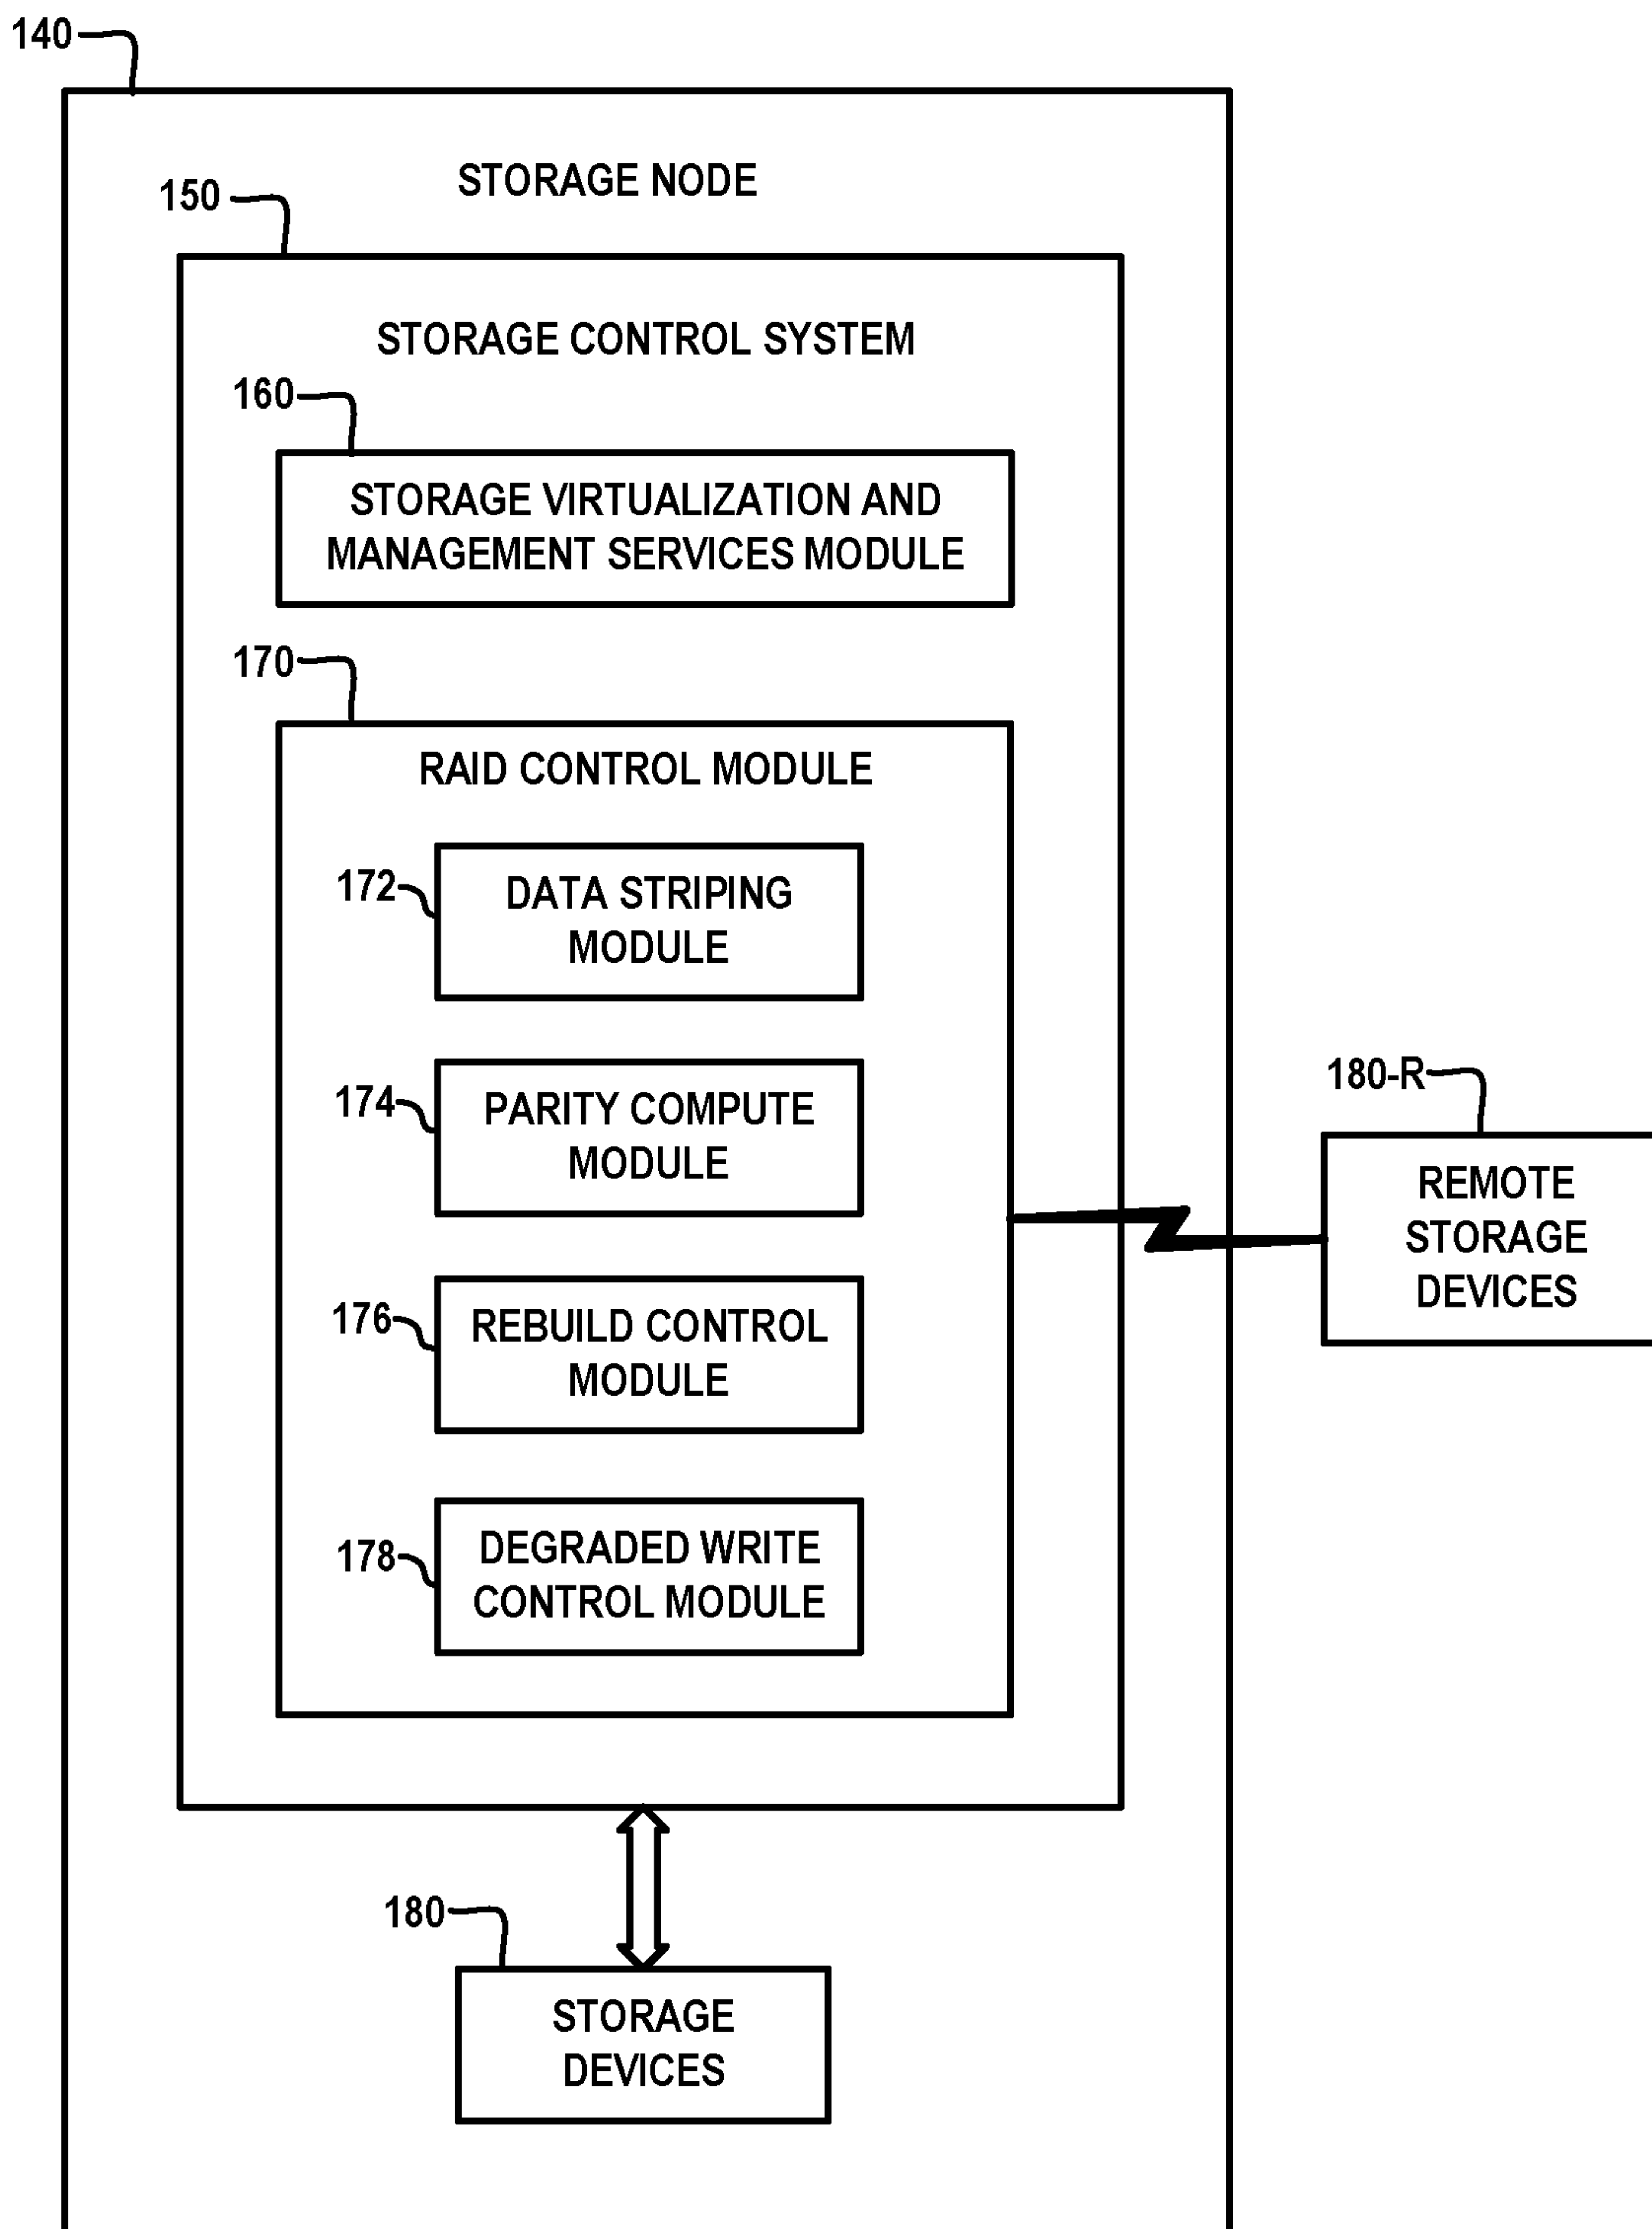 140
STORAGE NODE
150
STORAGE CONTROL SYSTEM
160
STORAGE VIRTUALIZATION AND
MANAGEMENT SERVICES MODULE
170
RAID CONTROL MODULE
172
DATA STRIPING
MODULE
174
PARITY COMPUTE
MODULE
176
REBUILD CONTROL
MODULE
178
DEGRADED WRITE
CONTROL MODULE
180-R
REMOTE
STORAGE
DEVICES
180
STORAGE
DEVICES